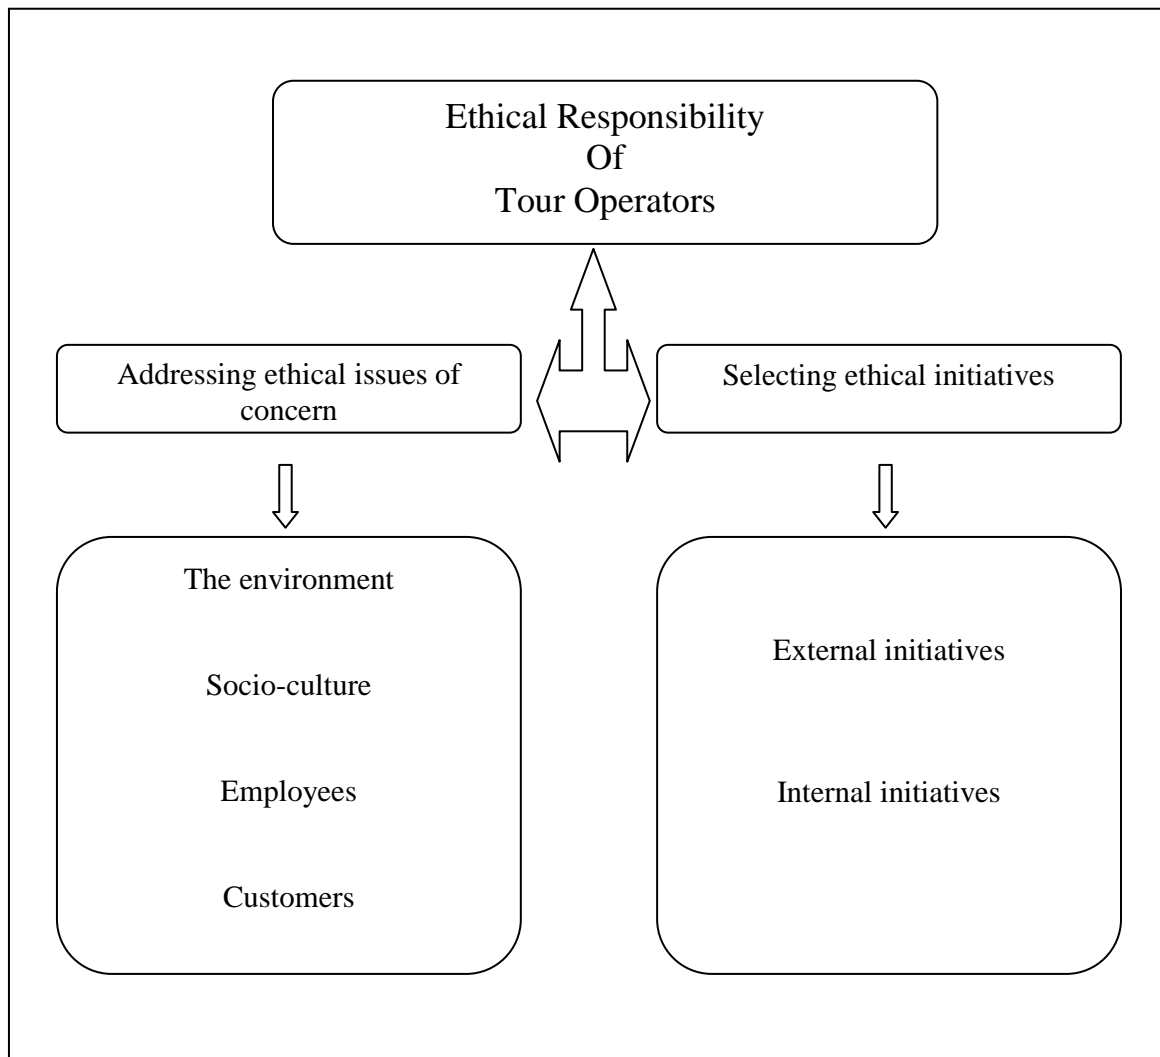 Ethical Responsibility
Of
Tour Operators
Addressing ethical issues of
concern
Selecting ethical initiatives
The environment
Socio-culture
Employees
Customers
External initiatives
Internal initiatives